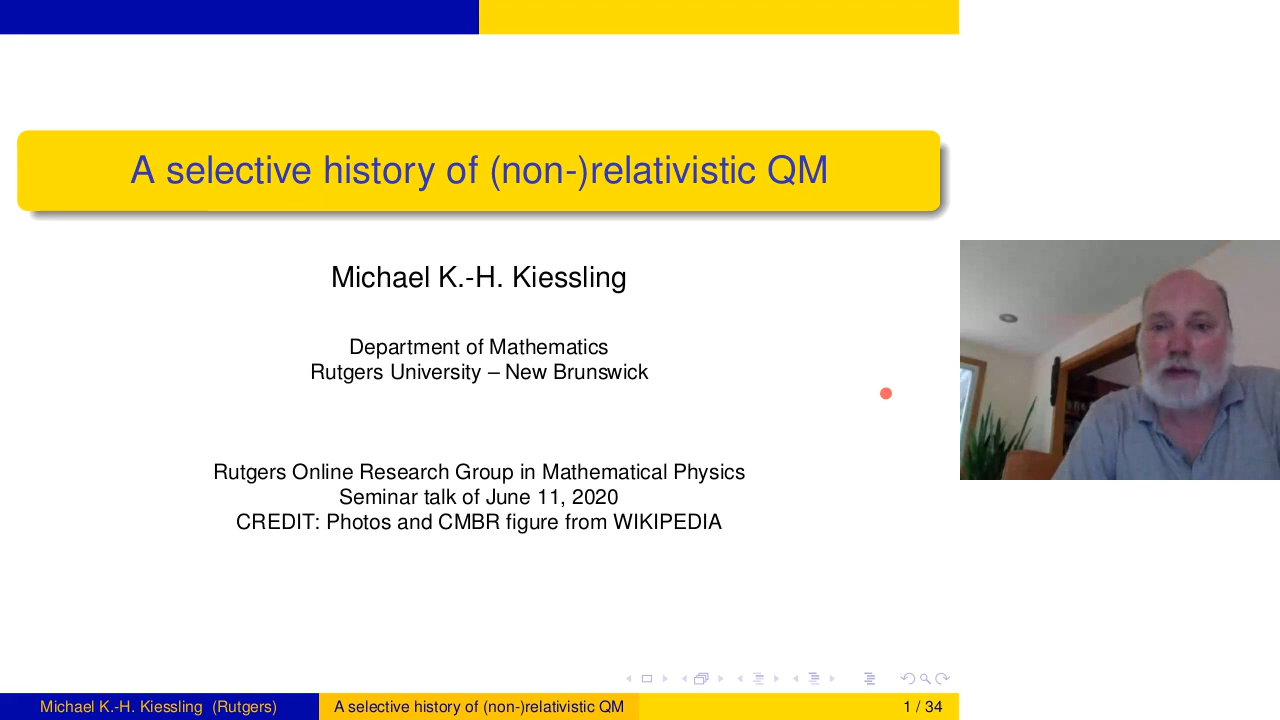 A selective history of (non-)relativistic QM
Michael K.-H. Kiessling
Department of Mathematics
Rutgers University – New Brunswick
Rutgers Online Research Group in Mathematical Physics
Seminar talk of June 11, 2020
CREDIT: Photos and CMBR figure from WIKIPEDIA
Michael K.-H. Kiessling (Rutgers)
A selective history of (non-)relativistic QM
1 / 34